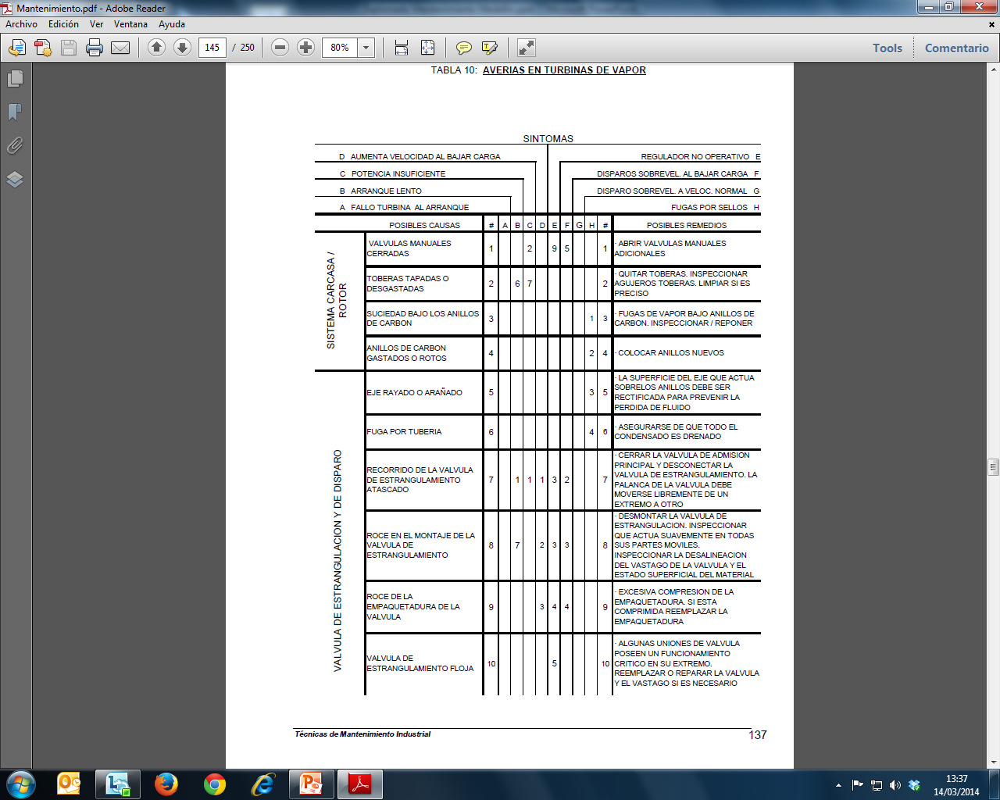 Mantenimiento.pdf - Adobe Reader
Archivo Edición Ver Ventana Ayuda
145 / 250 80% Tools Comentario
TABLA 10: AVERIAS EN TURBINAS DE VAPOR
SINTOMAS
D AUMENTA VELOCIDAD AL BAJAR CARGA REGULADOR NO OPERATIVO E
C POTENCIA INSUFICIENTE DISPAROS SOBREVEL. AL BAJAR CARGA F
B ARRANQUE LENTO DISPARO SOBREVEL. A VELOC. NORMAL G
A FALLO TURBINA AL ARRANQUE FUGAS POR SELLOS H
POSIBLES CAUSAS # A B C D E F G H # POSIBLES REMEDIOS
SISTEMA CARCASA /
ROTOR
VALVULAS MANUALES
CERRADAS
1 2 9 5 1
· ABRIR VALVULAS MANUALES
ADICIONALES
TOBERAS TAPADAS O
DESGASTADAS
2 6 7 2
· QUITAR TOBERAS. INSPECCIONAR
AGUJEROS TOBERAS. LIMPIAR SI ES
PRECISO
SUCIEDAD BAJO LOS ANILLOS
DE CARBON
3 1 3
· FUGAS DE VAPOR BAJO ANILLOS DE
CARBON. INSPECCIONAR / REPONER
ANILLOS DE CARBON
GASTADOS O ROTOS
4 2 4
· COLOCAR ANILLOS NUEVOS
VALVULA DE ESTRANGULACION Y DE DISPARO
EJE RAYADO O ARAÑADO
5 3 5
· LA SUPERFICIE DEL EJE QUE ACTUA
SOBRELOS ANILLOS DEBE SER
RECTIFICADA PARA PREVENIR LA
PERDIDA DE FLUIDO
FUGA POR TUBERIA
6 4 6
· ASEGURARSE DE QUE TODO EL
CONDENSADO ES DRENADO
RECORRIDO DE LA VALVULA
DE ESTRANGULAMIENTO
ATASCADO
7 1 1 1 3 2 7
· CERRAR LA VALVULA DE ADMISION
PRINCIPAL Y DESCONECTAR LA
VALVULA DE ESTRANGULAMIENTO. LA
PALANCA DE LA VALVULA DEBE
MOVERSE LIBREMENTE DE UN
EXTREMO A OTRO
ROCE EN EL MONTAJE DE LA
VALVULA DE
ESTRANGULAMIENTO
8 7 2 3 3 8
· DESMONTAR LA VALVULA DE
ESTRANGULACION. INSPECCIONAR
QUE ACTUA SUAVEMENTE EN TODAS
SUS PARTES MOVILES.
INSPECCIONAR LA DESALINEACION
DEL VASTAGO DE LA VALVULA Y EL
ESTADO SUPERFICIAL DEL MATERIAL
ROCE DE LA
EMPAQUETADURA DE LA
VALVULA
9 3 4 4 9
· EXCESIVA COMPRESION DE LA
EMPAQUETADURA. SI ESTA
COMPRIMIDA REEMPLAZAR LA
EMPAQUETADURA
VALVULA DE
ESTRANGULAMIENTO FLOJA
10 5 10
· ALGUNAS UNIONES DE VALVULA
POSEEN UN FUNCIONAMIENTO
CRITICO EN SU EXTREMO.
REEMPLAZAR O REPARAR LA VALVULA
Y EL VASTAGO SI ES NECESARIO
Técnicas de Mantenimiento Industrial 137
13:37
14/03/2014